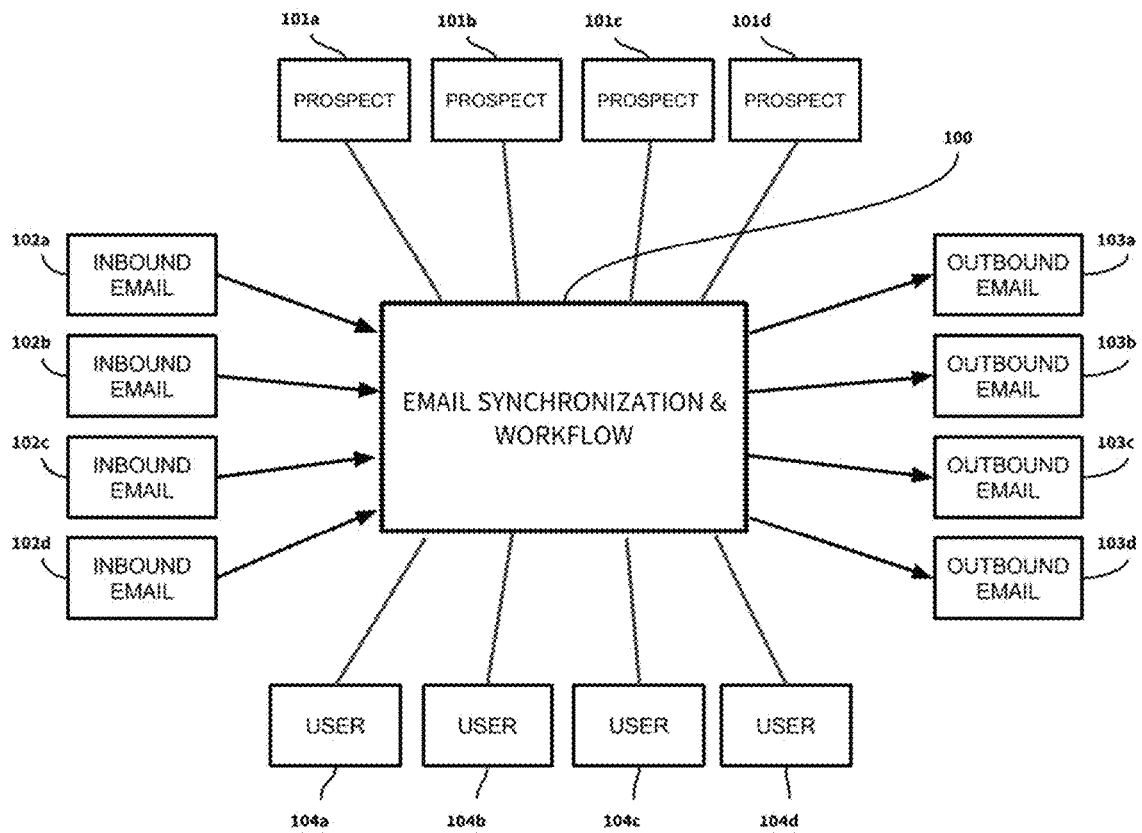 101a
101b
101c
101d
PROSPECT
PROSPECT
PROSPECT
PROSPECT
100
102a
INBOUND
EMAIL
102b
INBOUND
EMAIL
102c
INBOUND
EMAIL
102d
INBOUND
EMAIL
EMAIL SYNCHRONIZATION &
WORKFLOW
103a
OUTBOUND
EMAIL
103b
OUTBOUND
EMAIL
103c
OUTBOUND
EMAIL
103d
OUTBOUND
EMAIL
USER
USER
USER
USER
104a
104b
104c
104d